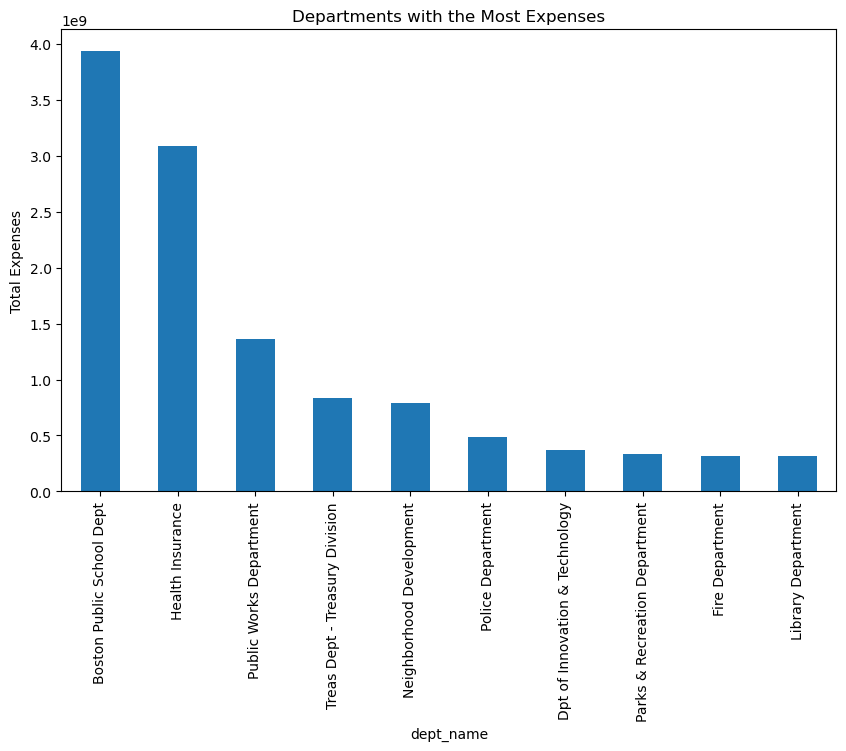 Departments with the Most Expenses
1e9
4.0
3.5
3.0
2.5
2.0
1.5
1.0
0.5
0.0
Total Expenses
Boston Public School Dept
Health Insurance
Public Works Department
Treas Dept - Treasury Division
Neighborhood Development
Police Department
Dpt of Innovation & Technology
Parks & Recreation Department
Fire Department
Library Department
dept_name